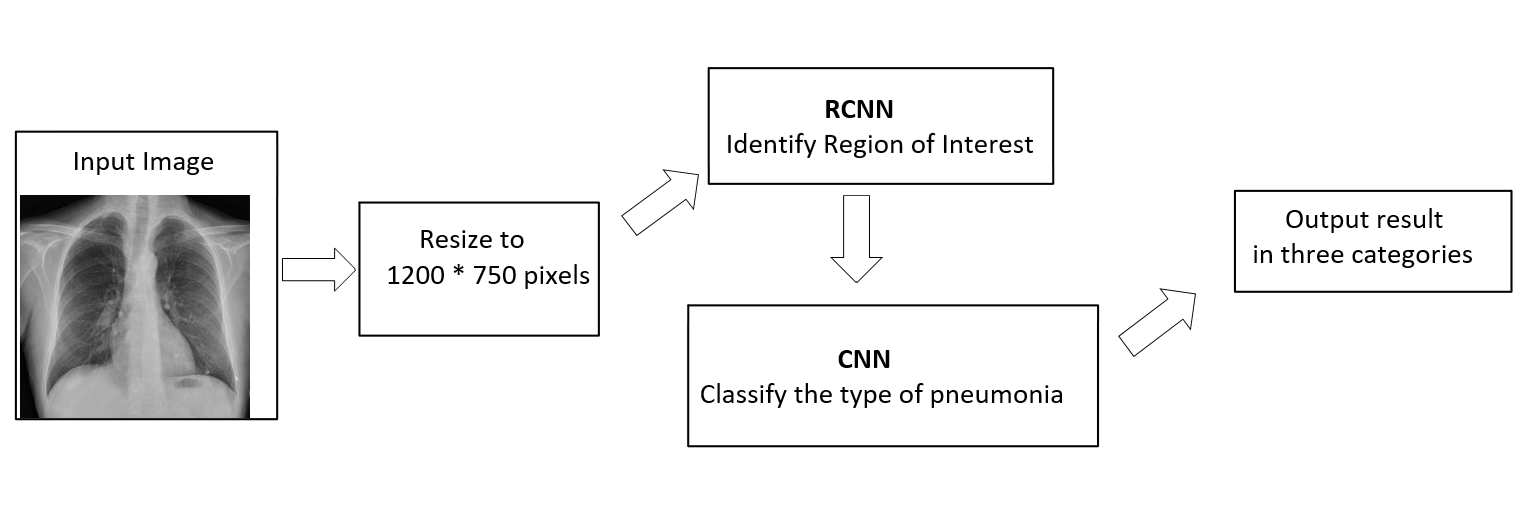 Input Image
Resize to
1200 * 750 pixels
RCNN
Identify Region of Interest
CNN
Classify the type of pneumonia
Output result
in three categories